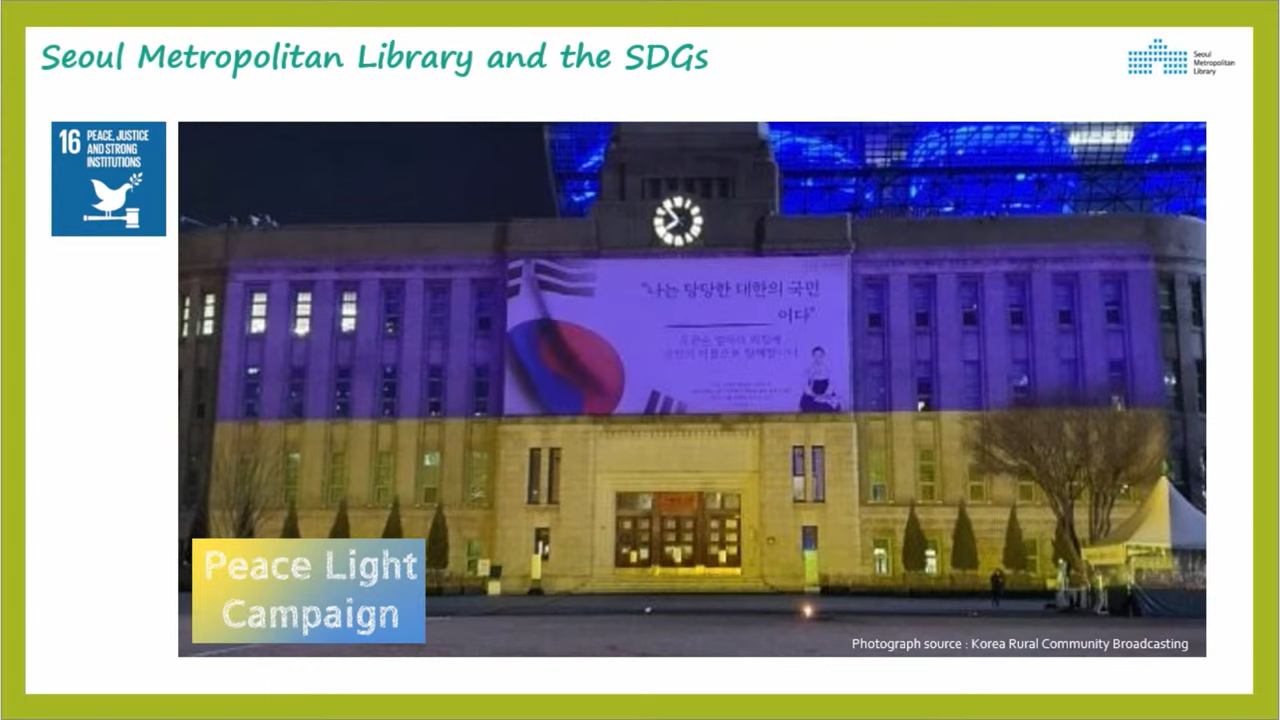 Seoul Metropolitan Library and the SDGs
Seoul
Metropolitan
Library
16 PEACE, JUSTICE
AND STRONG
INSTITUTIONS
"나는 당당한 대한의 국민
이다"
Peace Light
Campaign
Photograph source : Korea Rural Community Broadcasting